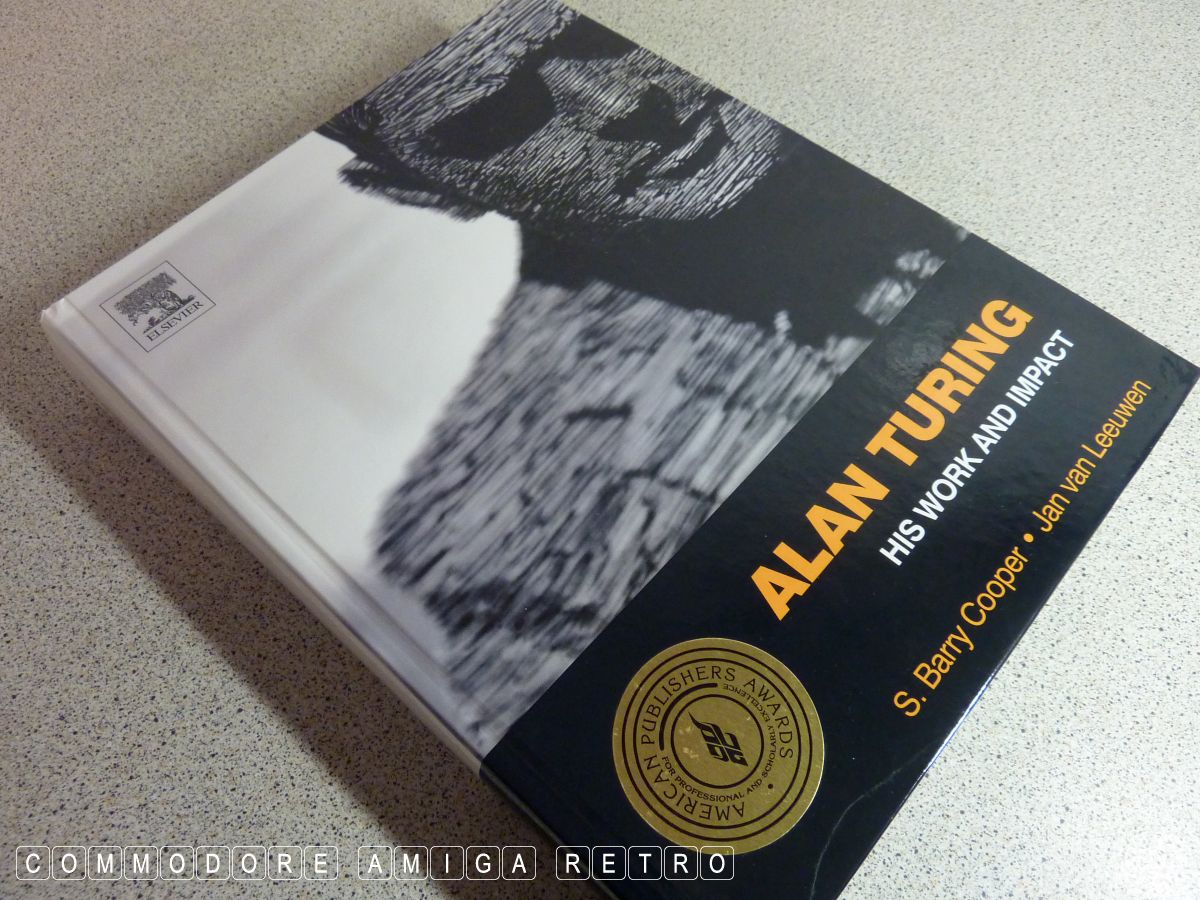 ELSEVIER
ALAN TURING
HIS WORK AND IMPACT
S. Barry Cooper • Jan van Leeuwen
AMERICAN PUBLISHERS AWARDS
FOR PROFESSIONAL AND SCHOLARLY EXCELLENCE
COMMODORE AMIGA RETRO